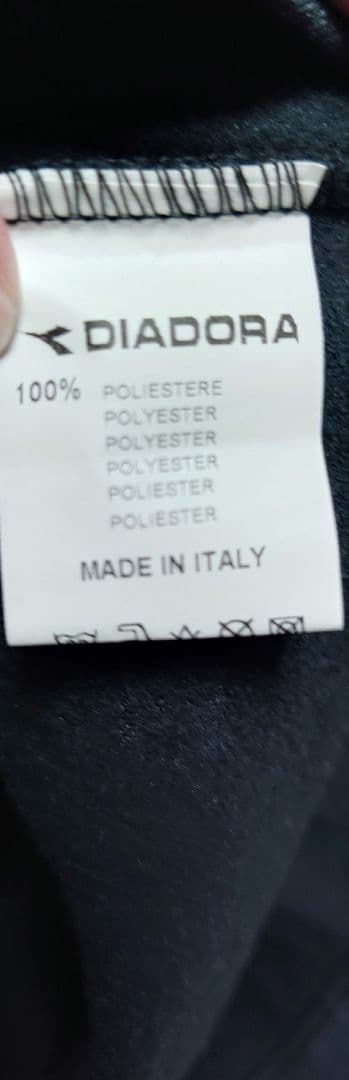 DIADORA
100% POLIESTERE
POLYESTER
POLYESTER
POLYESTER
POLIESTER
POLIESTER
MADE IN ITALY